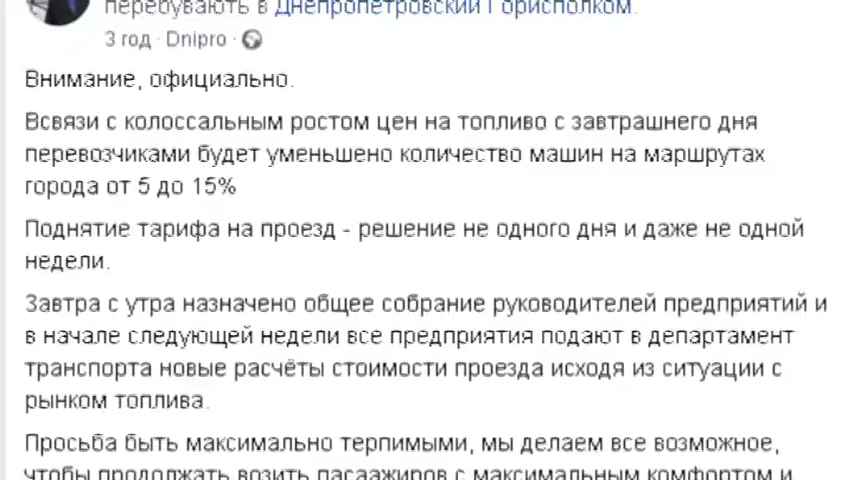 перебувають в Днепропетровский Горисполком.
3 год · Dnipro ·
Внимание, официально.
Всвязи с колоссальным ростом цен на топливо с завтрашнего дня
перевозчиками будет уменьшено количество машин на маршрутах
города от 5 до 15%
Поднятие тарифа на проезд - решение не одного дня и даже не одной
недели.
Завтра с утра назначено общее собрание руководителей предприятий и
в начале следующей недели все предприятия подают в департамент
транспорта новые расчёты стоимости проезда исходя из ситуации с
рынком топлива.
Просьба быть максимально терпимыми, мы делаем все возможное,
чтобы продолжать возить пасаажиров с максимальным комфортом и